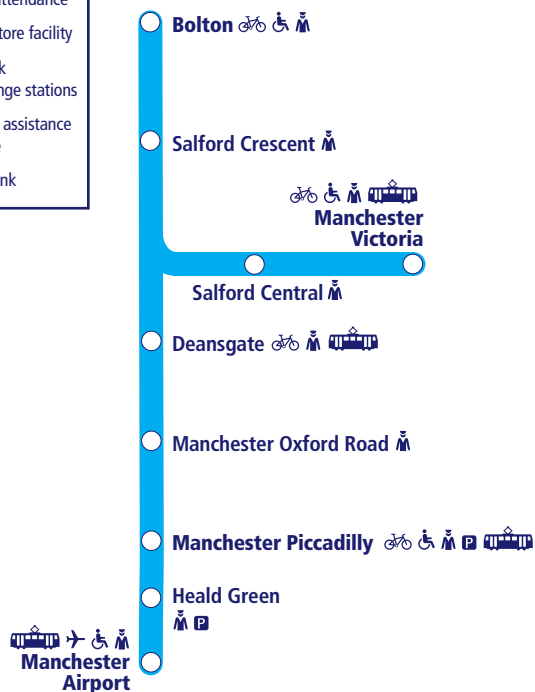 ttendance
tore facility
k
nge stations
assistance
nk
Bolton
Salford Crescent
Manchester
Victoria
Salford Central
Deansgate
Manchester Oxford Road
Manchester Piccadilly P
Heald Green
P
Manchester
Airport